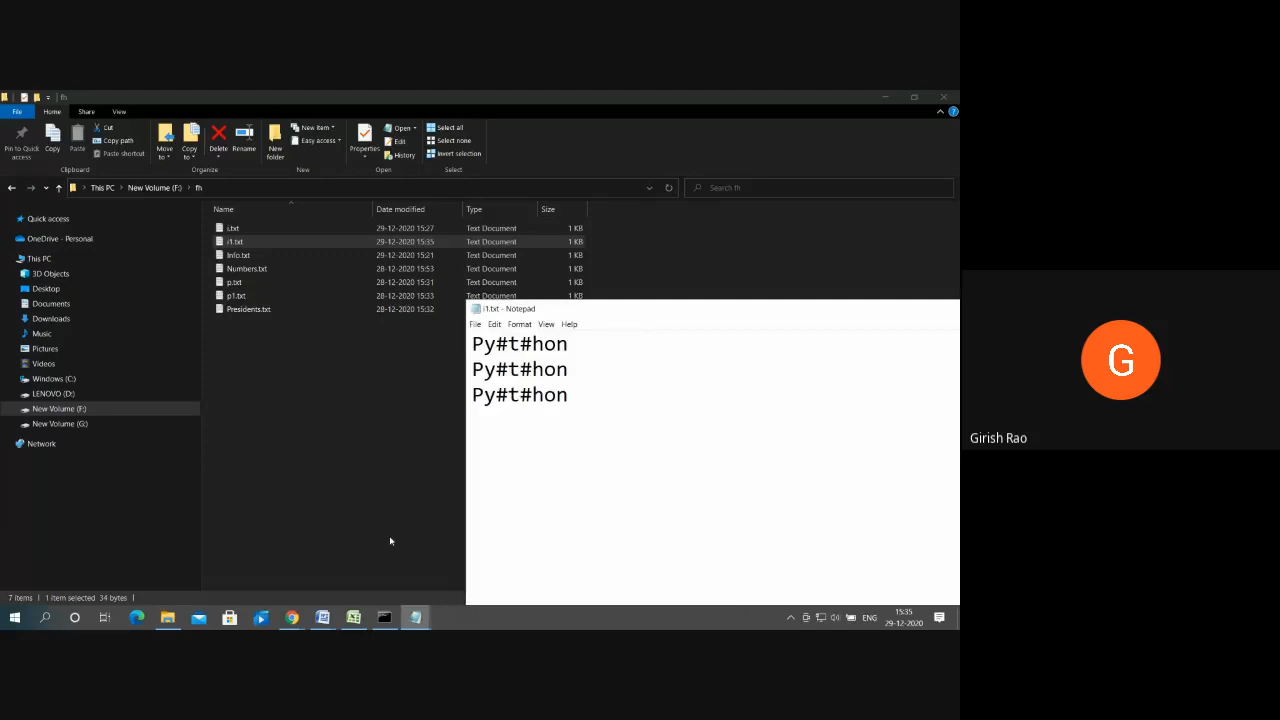 fh
File Home Share View
Pin to Quick access
Copy
Paste
Cut
Copy path
Paste shortcut
Clipboard
Move to
Copy to
Delete
Rename
Organize
New folder
New item
Easy access
New
Properties
Open
Edit
History
Open
Select all
Select none
Invert selection
Select
This PC > New Volume (F:) > fh
Search fh
Quick access
OneDrive - Personal
This PC
3D Objects
Desktop
Documents
Downloads
Music
Pictures
Videos
Windows (C:)
LENOVO (D:)
New Volume (F:)
New Volume (G:)
Network
Name Date modified Type Size
i.txt 29-12-2020 15:27 Text Document 1 KB
i1.txt 29-12-2020 15:35 Text Document 1 KB
Info.txt 29-12-2020 15:21 Text Document 1 KB
Numbers.txt 28-12-2020 15:53 Text Document 1 KB
p.txt 28-12-2020 15:31 Text Document 1 KB
p1.txt 28-12-2020 15:33 Text Document 1 KB
Presidents.txt 28-12-2020 15:32
i1.txt - Notepad
File Edit Format View Help
Py#t#hon
Py#t#hon
Py#t#hon
7 items 1 item selected 34 bytes
ENG
15:35
29-12-2020
G
Girish Rao